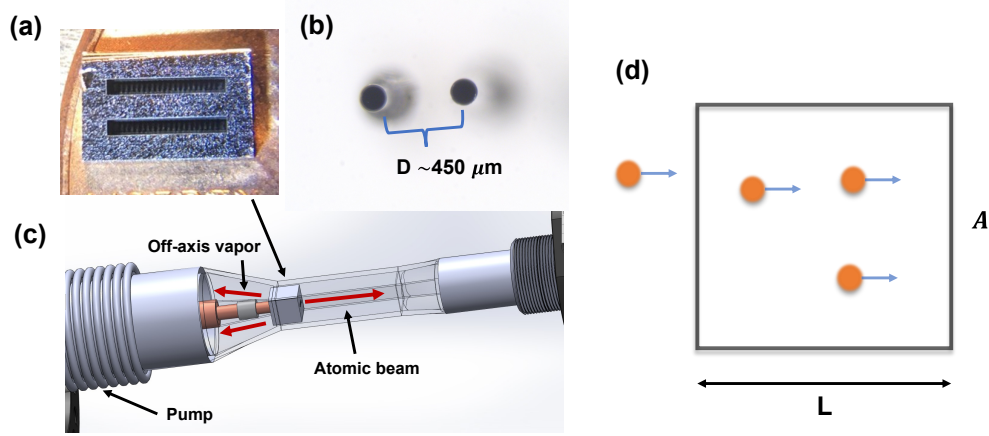 (a)
(b)
D ~450 μm
(c)
Off-axis vapor
Atomic beam
Pump
(d)
A
L